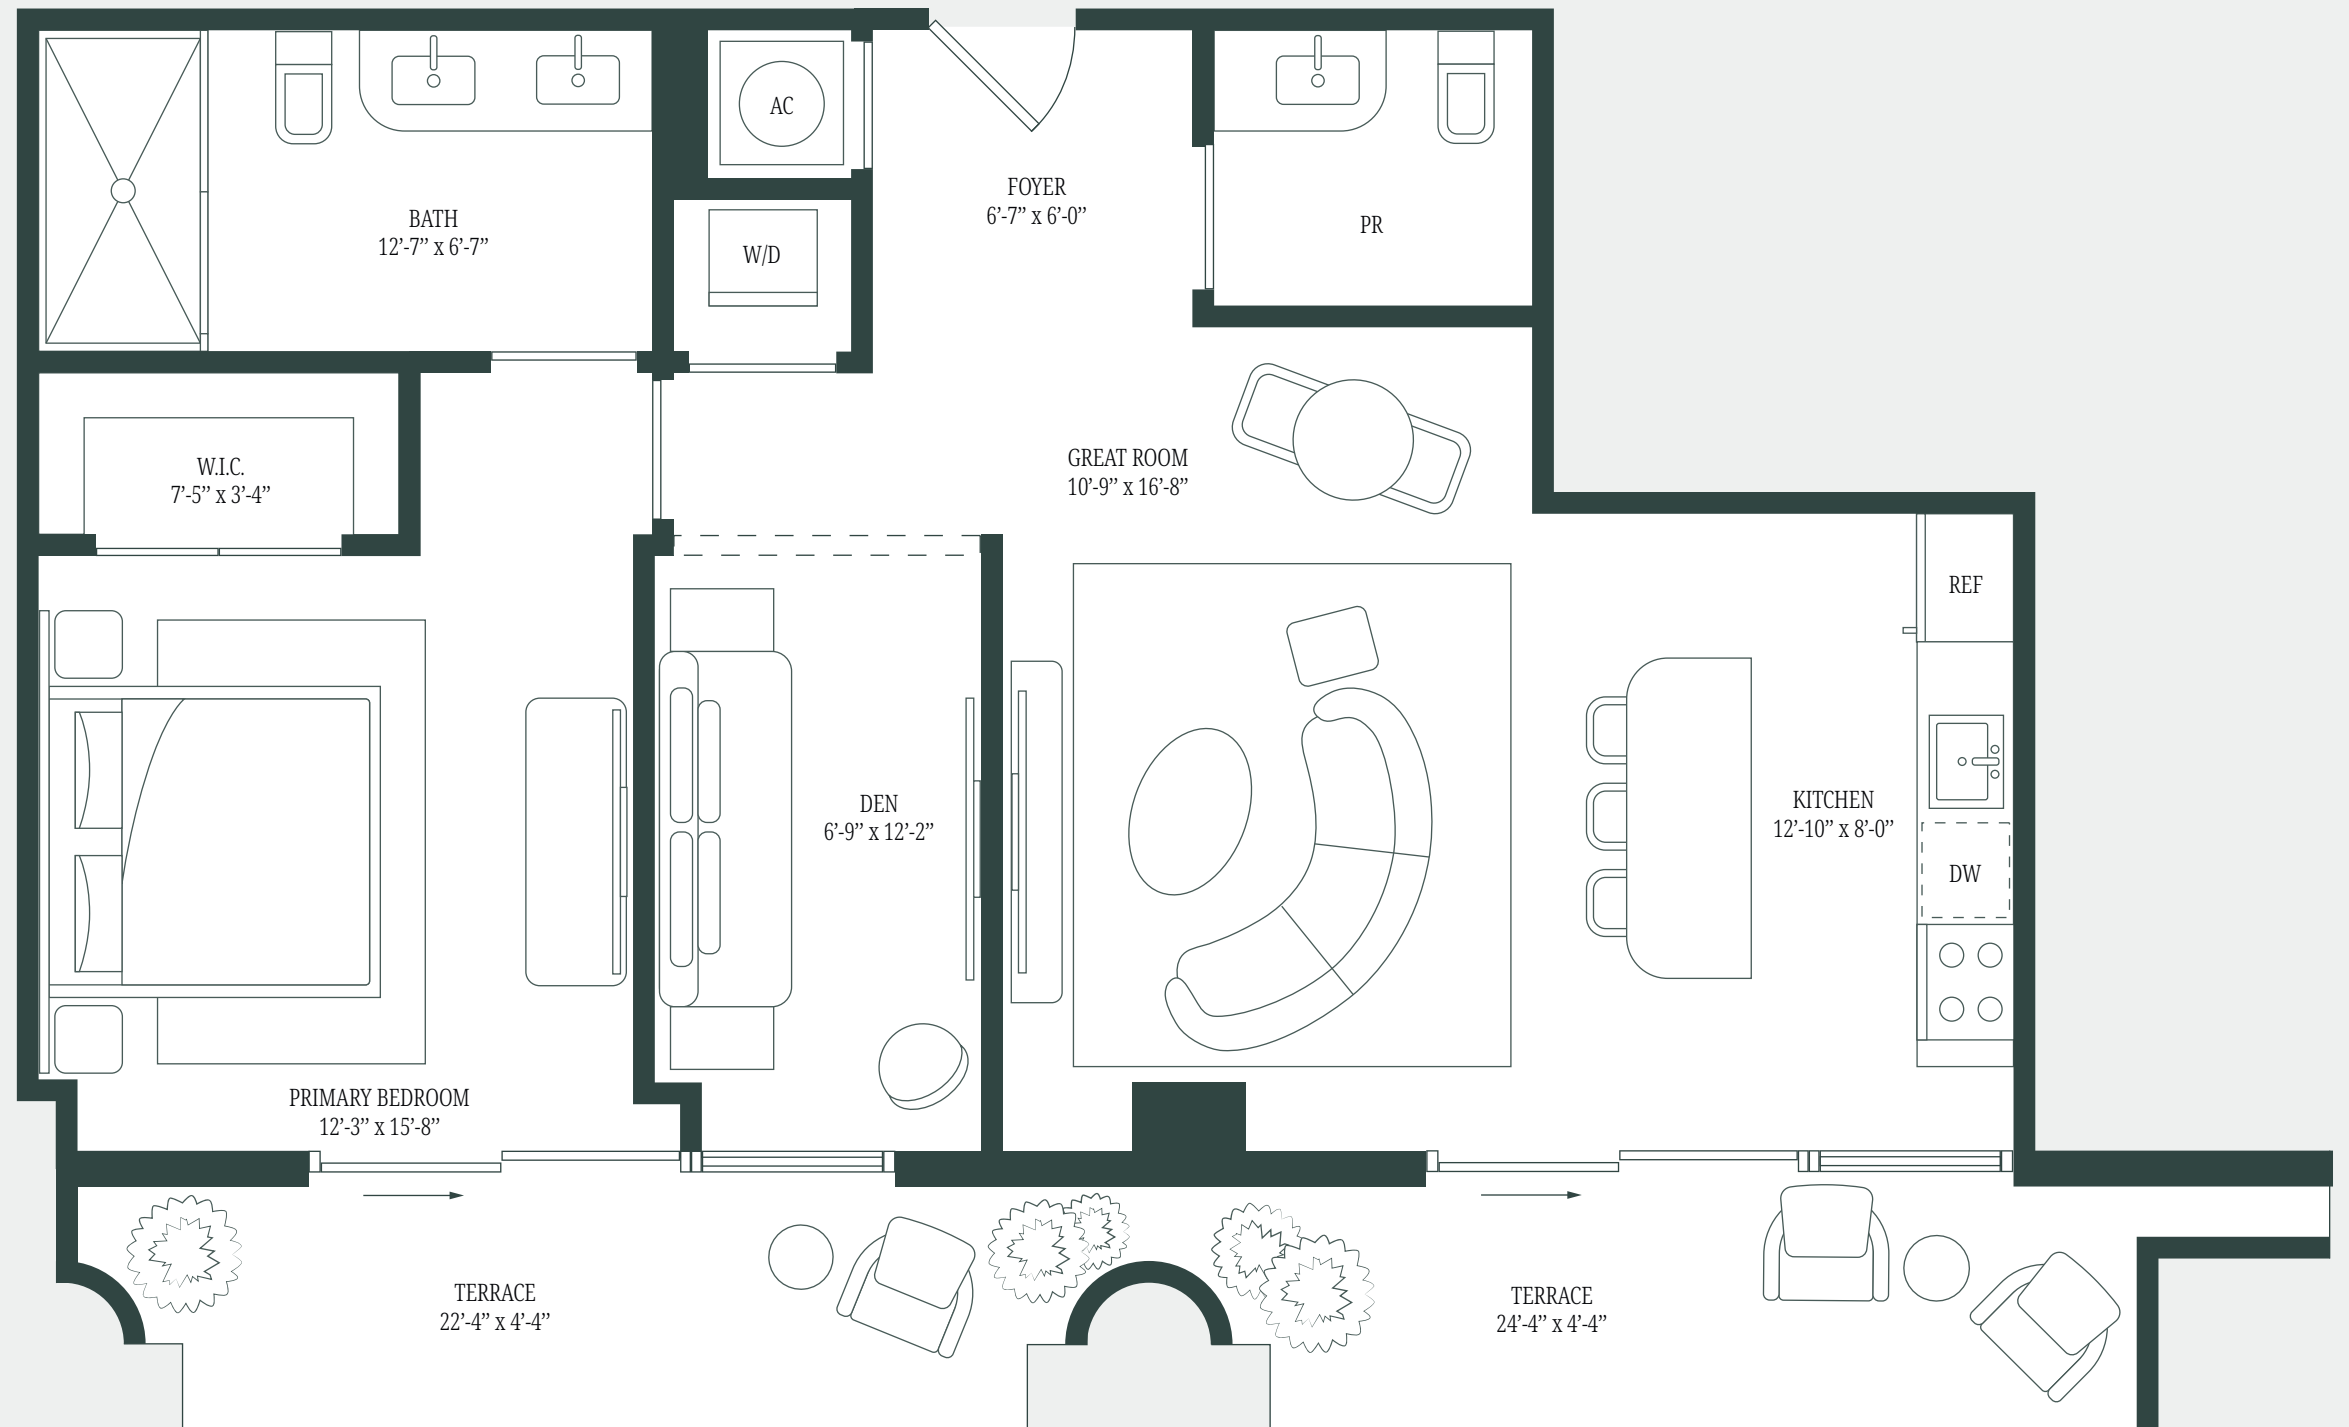 AC
FOYER
6’-7” x 6’-0”
BATH
12’-7” x 6’-7”
PR
W/D
W.I.C.
7’-5” x 3’-4”
GREAT ROOM
10’-9” x 16’-8”
REF
DEN
6’-9” x 12’-2”
KITCHEN
12’-10” x 8’-0”
DW
PRIMARY BEDROOM
12’-3” x 15’-8”
TERRACE
22’-4” x 4’-4”
TERRACE
24’-4” x 4’-4”